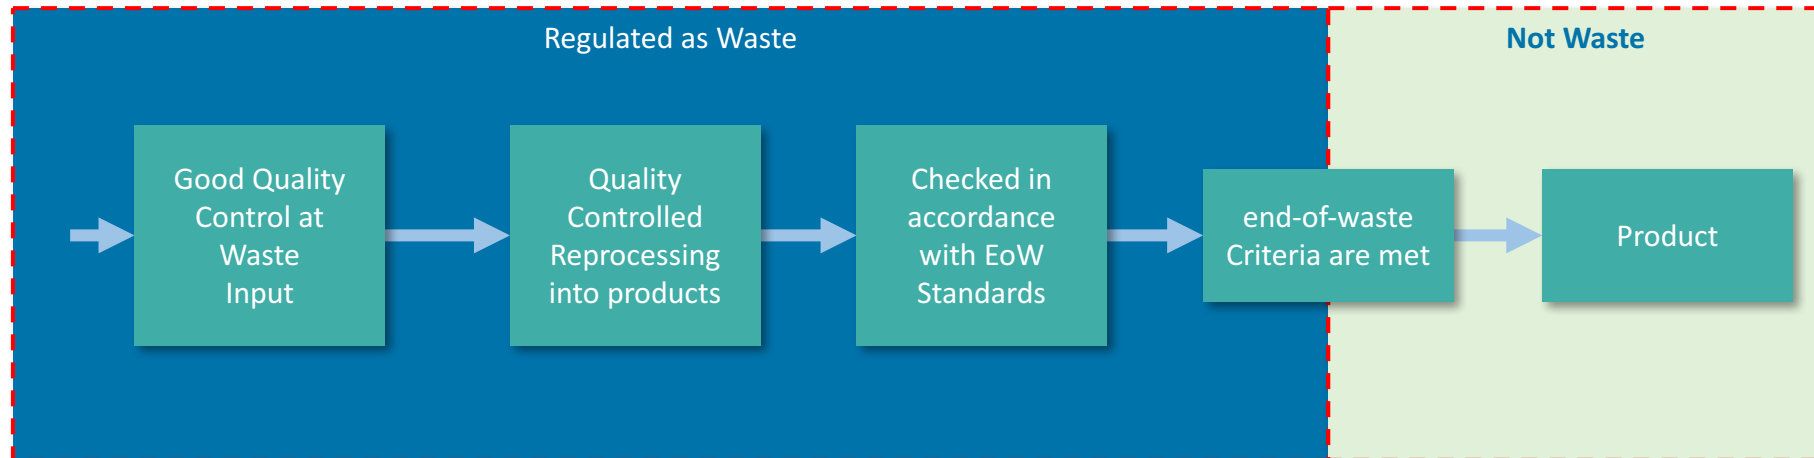 Regulated as Waste
Not Waste
Good Quality
Control at
Waste
Input
Quality
Controlled
Reprocessing
into products
Checked in
accordance
with EoW
Standards
end-of-waste
Criteria are met
Product